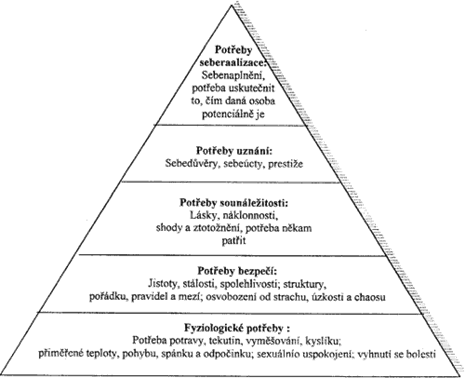 Potřeby
seberaalizace:
Sebenaplnění,
potřeba uskutečnit
to, čím daná osoba
potenciálně je
Potřeby uznání:
Sebedůvěry, sebeúcty, prestiže
Potřeby sounáležitosti:
Lásky, náklonnosti,
shody a ztotožnění, potřeba někam
patřit
Potřeby bezpečí:
Jistoty, stálosti, spolehlivosti; struktury,
pořádku, pravidel a mezí; osvobození od strachu, úzkosti a chaosu
Fyziologické potřeby :
Potřeba potravy, tekutin, vyměšování, kyslíku;
přiměřené teploty, pohybu, spánku a odpočinku; sexuálnío uspokojení; vyhnutí se bolesti